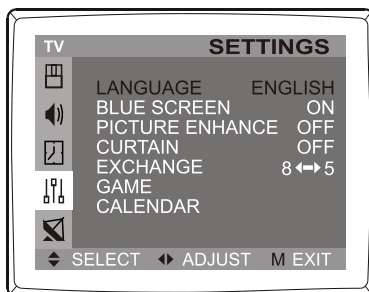 TV SETTINGS
LANGUAGE ENGLISH
BLUE SCREEN ON
PICTURE ENHANCE OFF
CURTAIN OFF
EXCHANGE 8 ⬌ 5
GAME
CALENDAR
SELECT ADJUST M EXIT